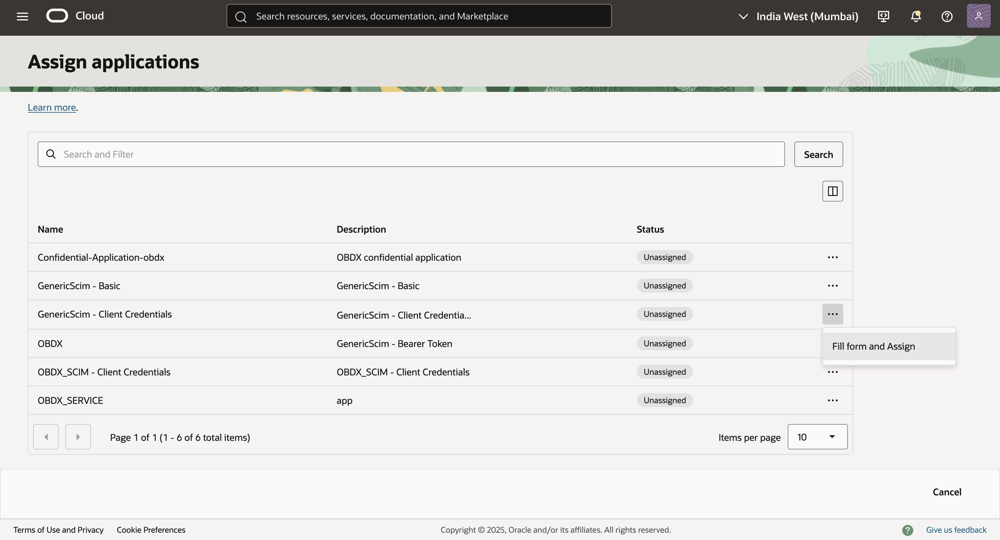 Cloud
Search resources, services, documentation, and Marketplace
India West (Mumbai)
Assign applications
Learn more.
Search and Filter
Search
Name Description Status
Confidential-Application-obdx OBDX confidential application Unassigned
GenericScim - Basic GenericScim - Basic Unassigned
GenericScim - Client Credentials GenericScim - Client Credentia... Unassigned
OBDX GenericScim - Bearer Token Unassigned
Fill form and Assign
OBDX_SCIM - Client Credentials OBDX_SCIM - Client Credentials Unassigned
OBDX_SERVICE app Unassigned
Page 1 of 1 (1 - 6 of 6 total items) Items per page 10
Cancel
Terms of Use and Privacy Cookie Preferences Copyright © 2025, Oracle and/or its affiliates. All rights reserved. Give us feedback